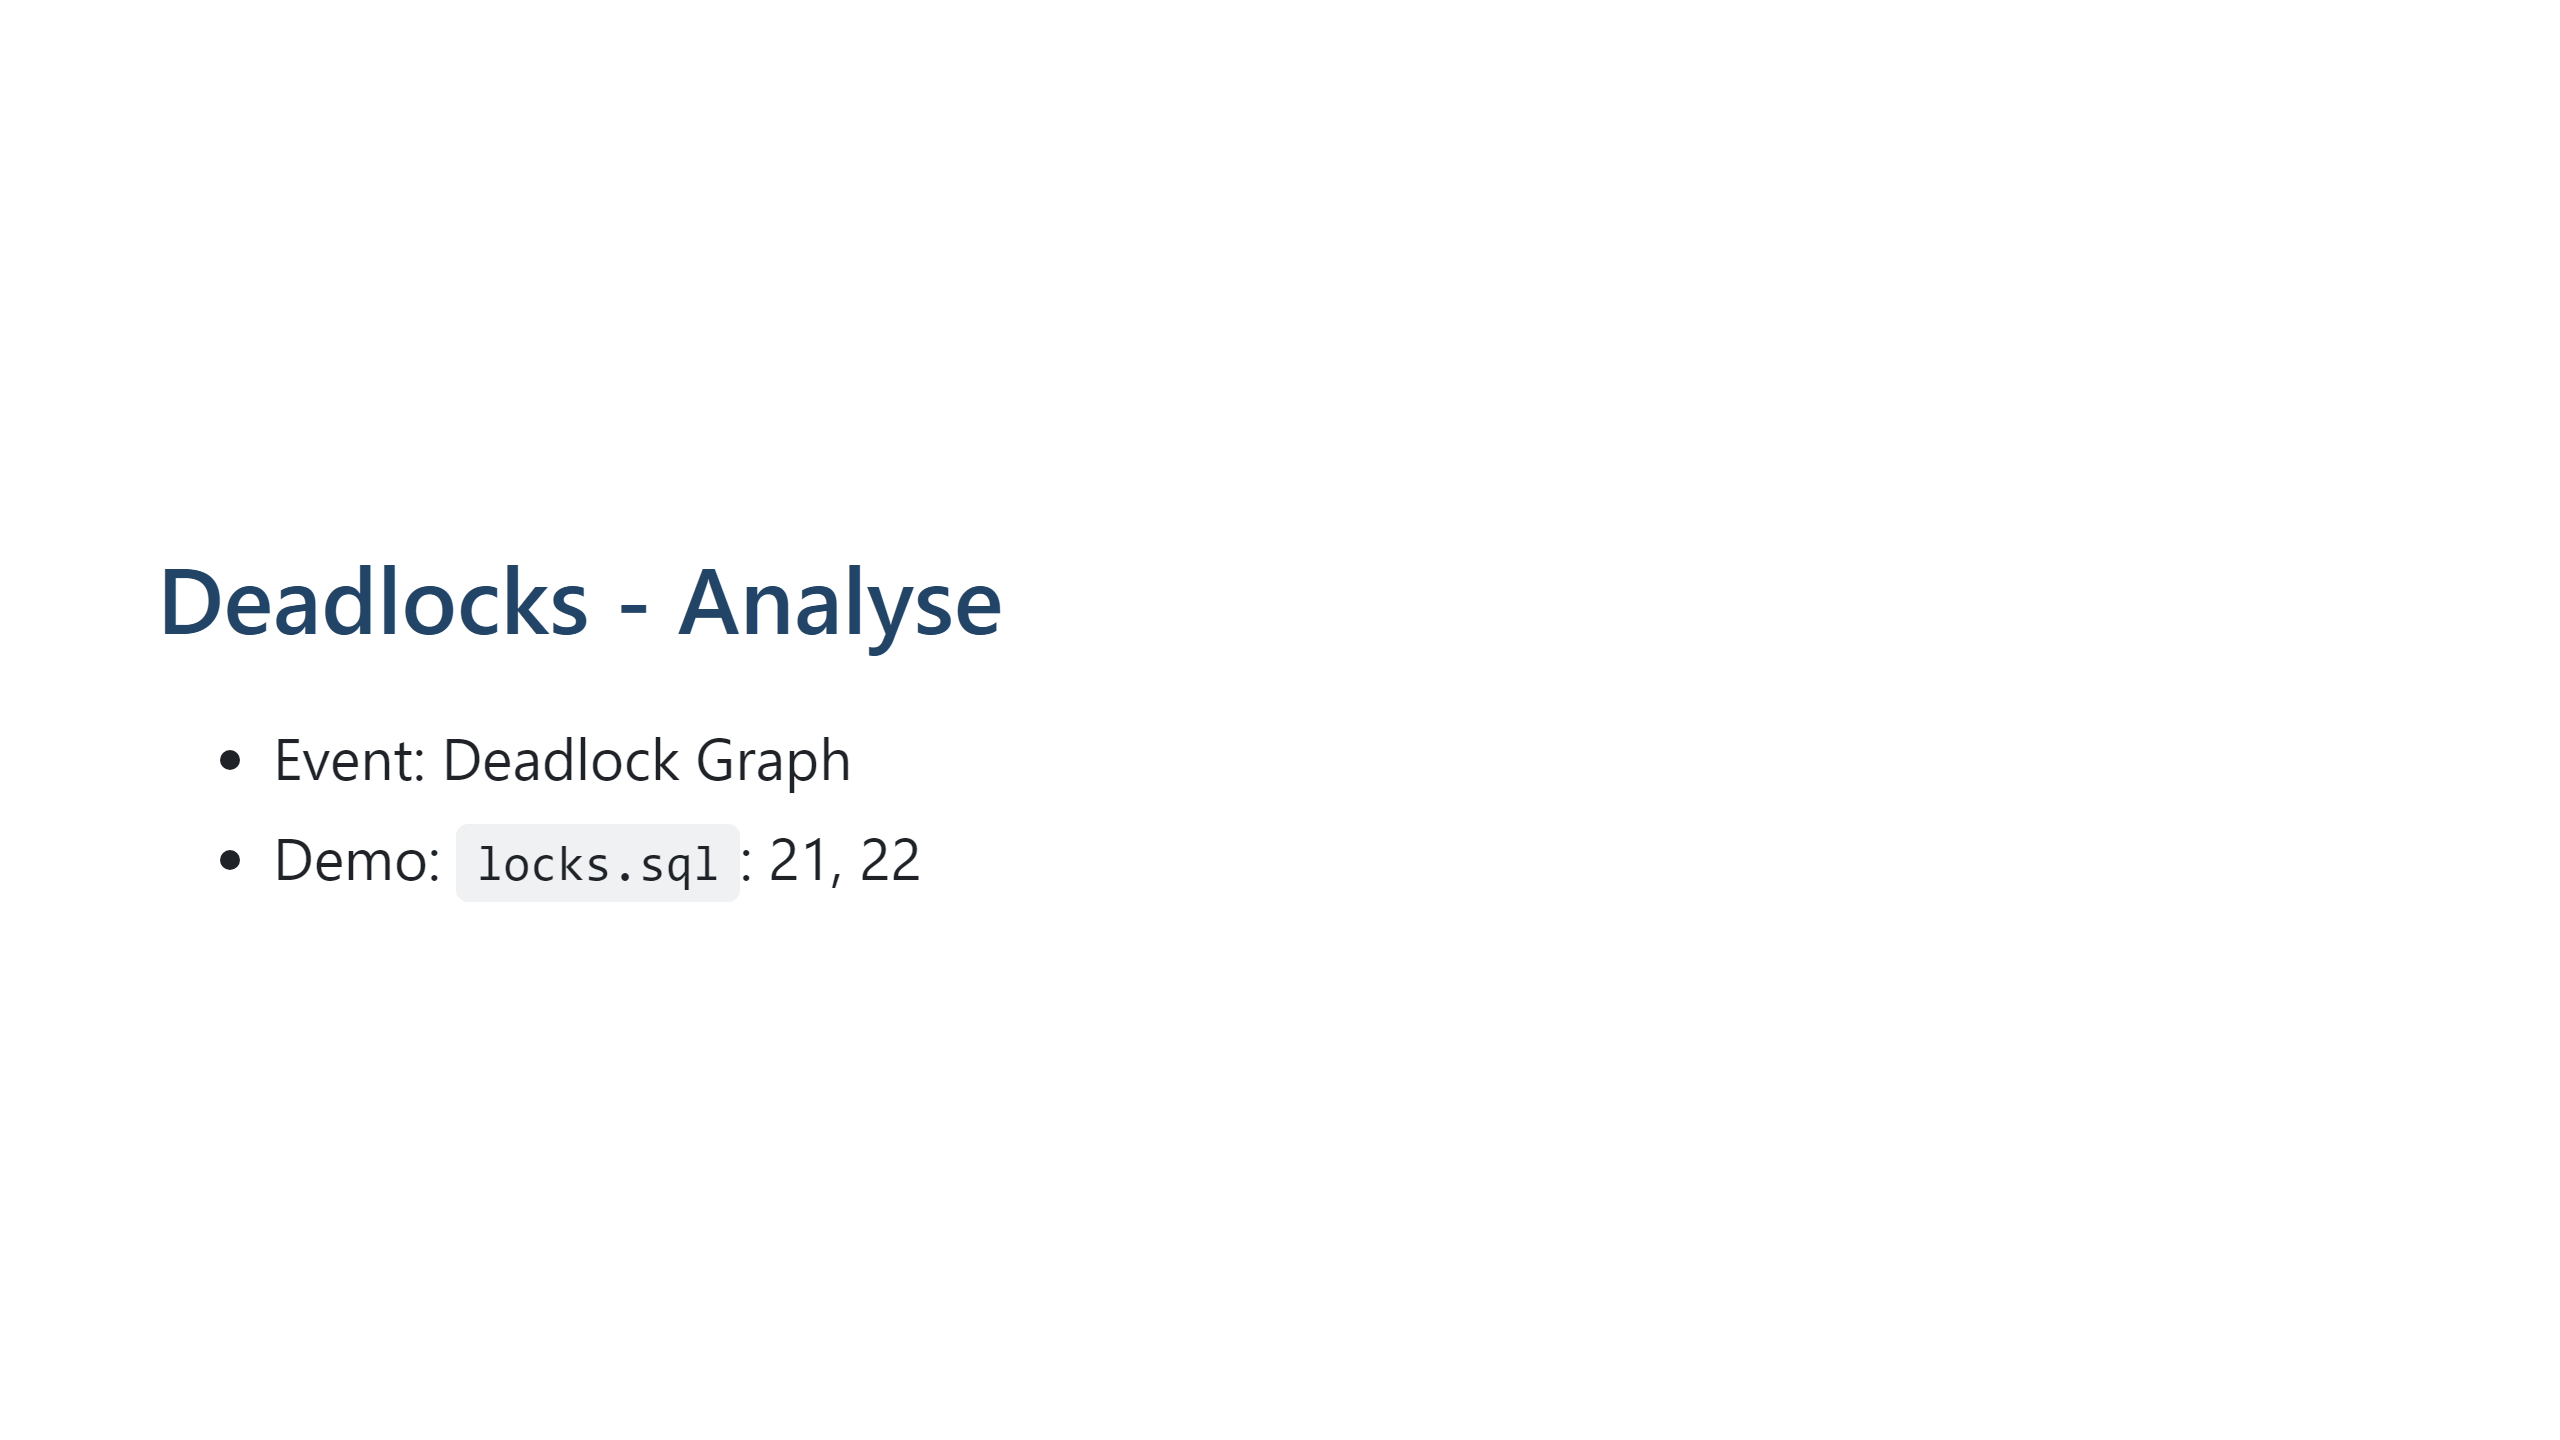 Deadlocks - Analyse
Event: Deadlock Graph
Demo: locks.sql: 21, 22